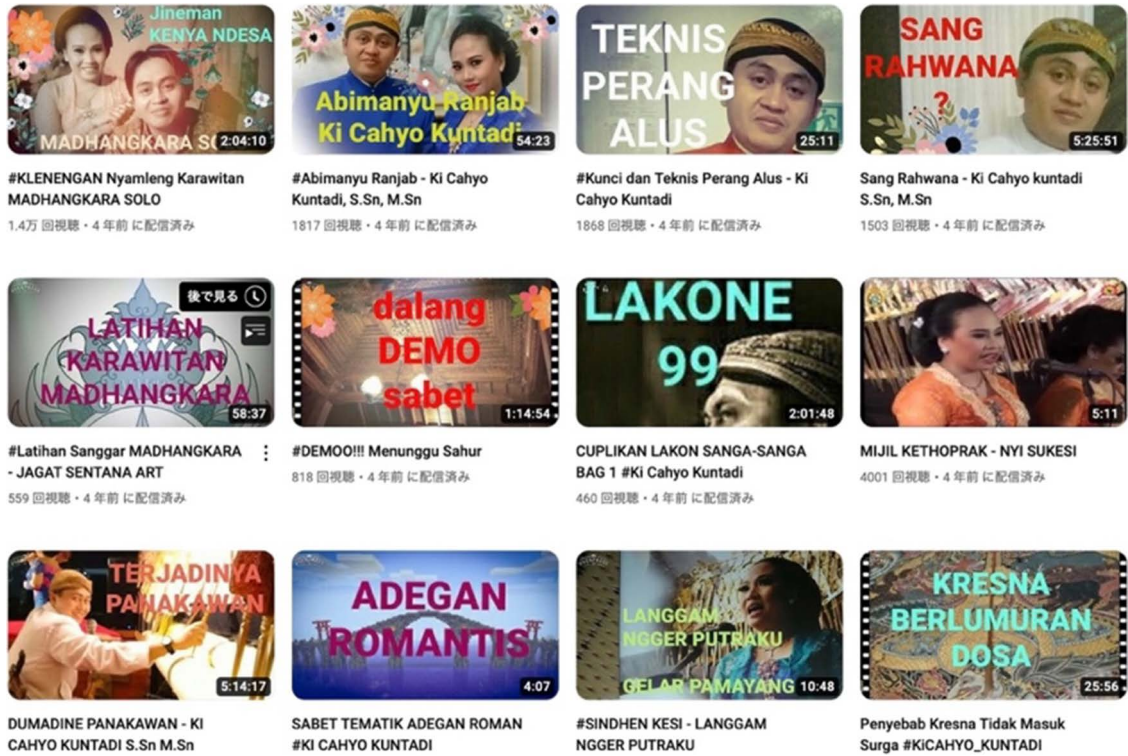 Jineman
KENYA NDESA
MADHANGKARA SO
2:04:10
#KLENENGAN Nyamleng Karawitan
MADHANGKARA SOLO
1.4万 回視聴・4 年前 に配信済み
Abimanyu Ranjab
Ki Cahyo Kuntadi
54:23
#Abimanyu Ranjab - Ki Cahyo
Kuntadi, S.Sn, M.Sn
1817 回視聴・4 年前 に配信済み
TEKNIS
PERANG
ALUS
25:11
#Kunci dan Teknis Perang Alus - Ki
Cahyo Kuntadi
1868 回視聴・4 年前 に配信済み
SANG
RAHWANA
?
5:25:51
Sang Rahwana - Ki Cahyo kuntadi
S.Sn, M.Sn
1503 回視聴・4 年前 に配信済み
後で見る
LATIHAN
KARAWITAN
MADHANGKARA
58:37
#Latihan Sanggar MADHANGKARA
- JAGAT SENTANA ART
559 回視聴・4 年前 に配信済み
dalang
DEMO
sabet
1:14:54
#DEMOO!!! Menunggu Sahur
818 回視聴・4 年前 に配信済み
LAKONE
99
2:01:48
CUPLIKAN LAKON SANGA-SANGA
BAG 1 #Ki Cahyo Kuntadi
460 回視聴・4 年前 に配信済み
5:11
MIJIL KETHOPRAK - NYI SUKESI
4001 回視聴・4 年前 に配信済み
TERJADINYA
PANAKAWAN
5:14:17
DUMADINE PANAKAWAN - KI
CAHYO KUNTADI S.Sn M.Sn
ADEGAN
ROMANTIS
4:07
SABET TEMATIK ADEGAN ROMAN
#KI CAHYO KUNTADI
LANGGAM
NGGER PUTRAKU
GELAR PAMAYANG
10:48
#SINDHEN KESI - LANGGAM
NGGER PUTRAKU
KRESNA
BERLUMURAN
DOSA
25:56
Penyebab Kresna Tidak Masuk
Surga #KiCAHYO_KUNTADI